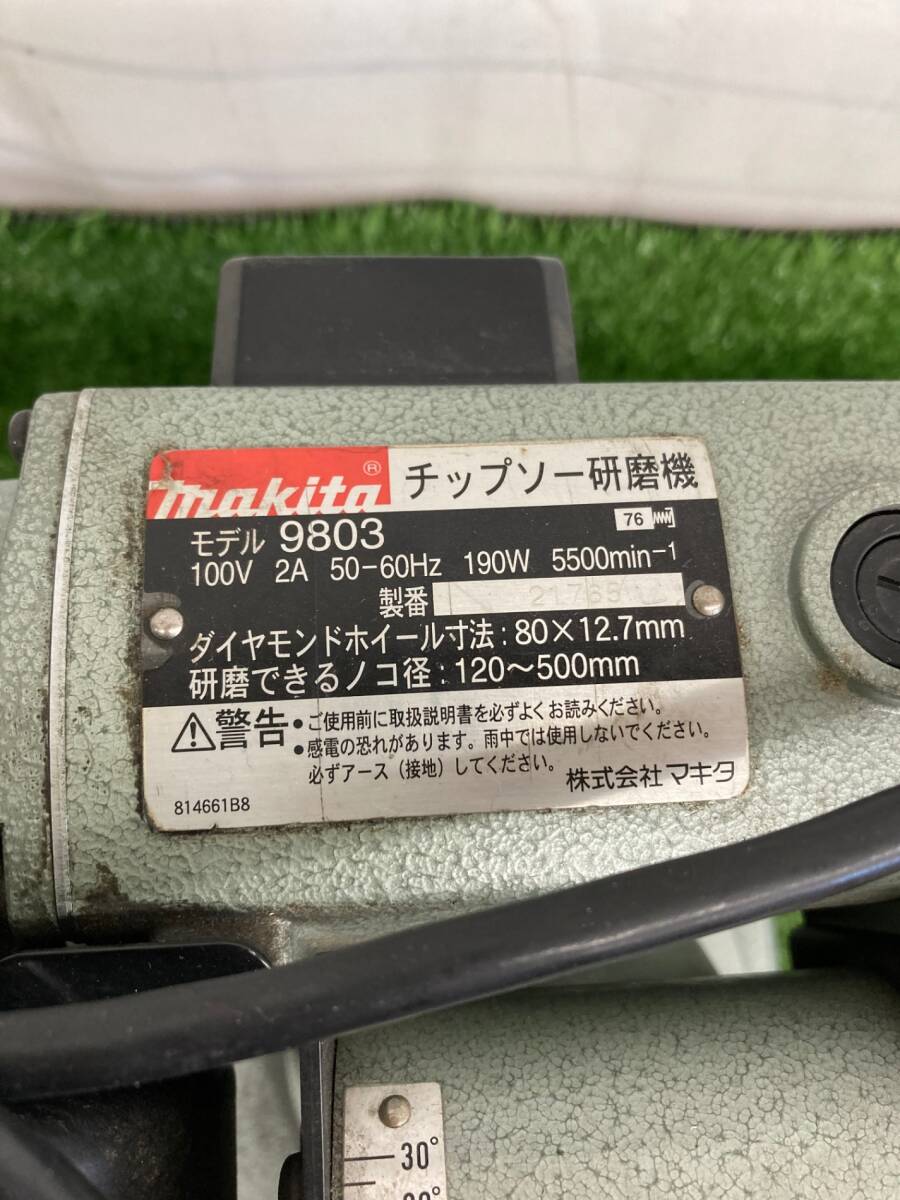 makita® チップソー研磨機
モデル 9803 76
100V 2A 50-60Hz 190W 5500min-1
製番 21769
ダイヤモンドホイール寸法:80×12.7mm
研磨できるノコ径:120〜500mm
⚠警告
•ご使用前に取扱説明書を必ずよくお読みください。
•感電の恐れがあります。雨中では使用しないでください。
必ずアース(接地)してください。
株式会社 マキタ
814661B8
30°